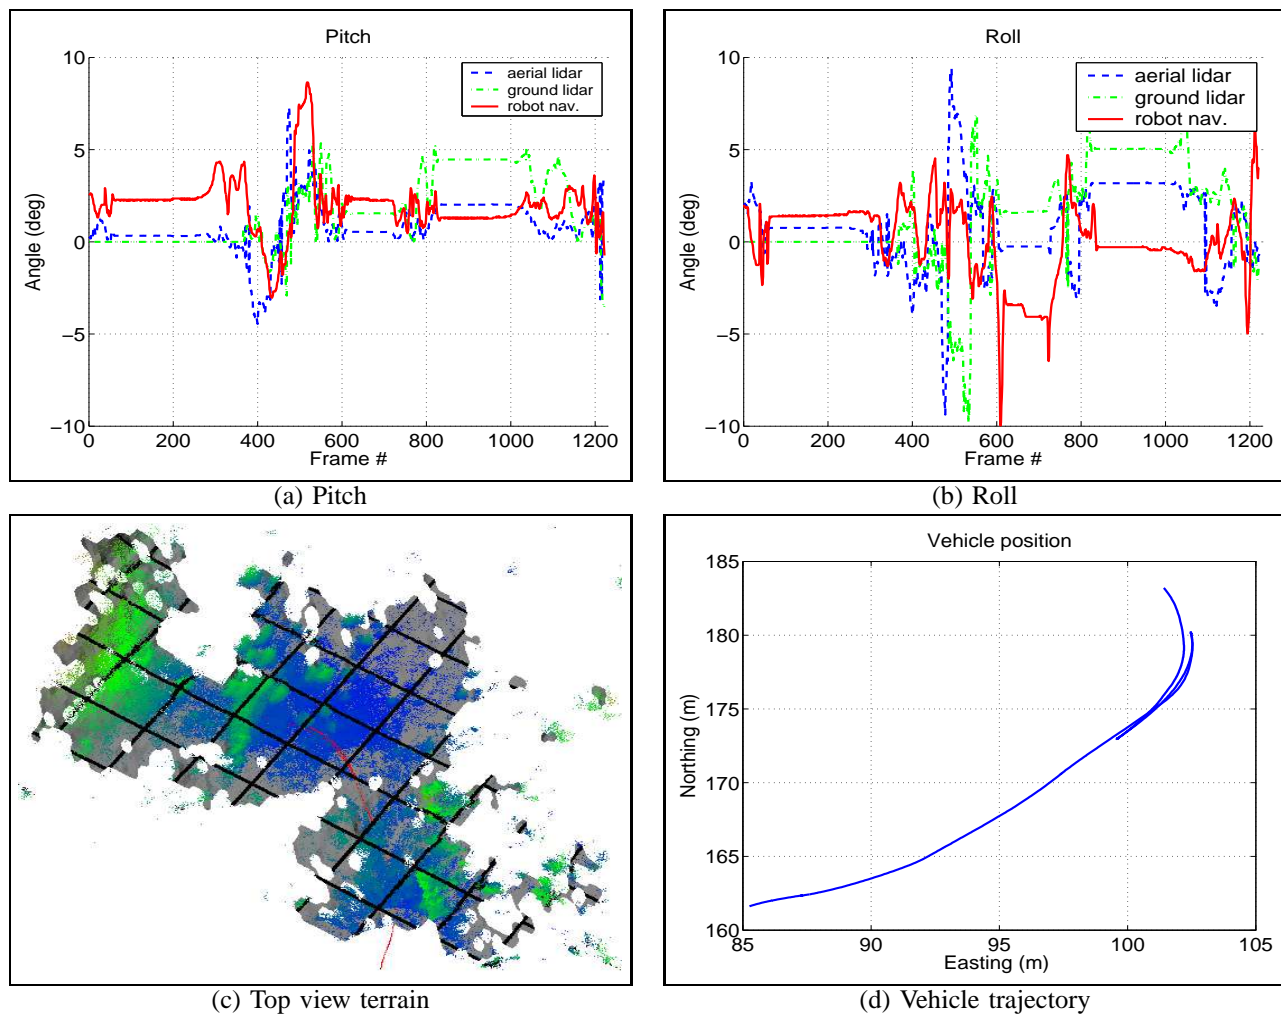 Pitch
aerial lidar
ground lidar
robot nav.
10
5
0
−5
−10
Angle (deg)
0 200 400 600 800 1000 1200
Frame #
(a) Pitch
Roll
aerial lidar
ground lidar
robot nav.
10
5
0
−5
−10
Angle (deg)
0 200 400 600 800 1000 1200
Frame #
(b) Roll
(c) Top view terrain
Vehicle position
185
180
175
170
165
160
Northing (m)
85 90 95 100 105
Easting (m)
(d) Vehicle trajectory